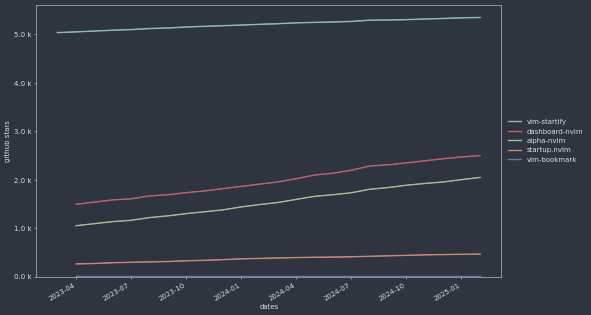 5.0 k
4.0 k
3.0 k
2.0 k
1.0 k
0.0 k
github stars
2023-04
2023-07
2023-10
2024-01
2024-04
2024-07
2024-10
2025-01
dates
vim-startify
dashboard-nvim
alpha-nvim
startup.nvim
vim-bookmark